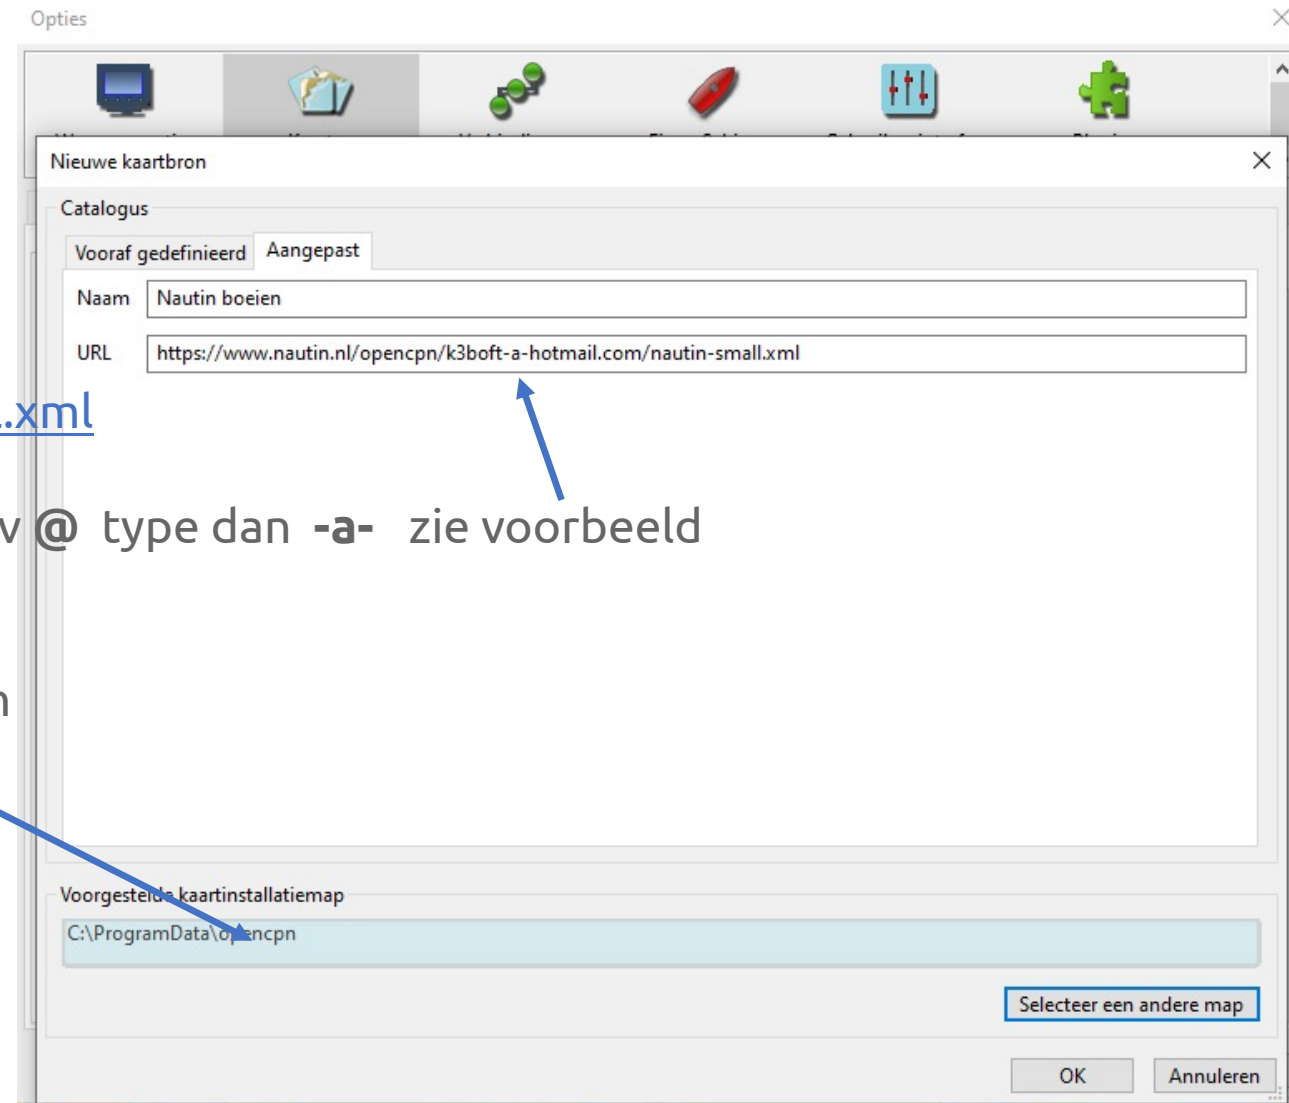 Opties
Nieuwe kaartbron
Catalogus
Vooraf gedefinieerd Aangepast
Naam Nautin boeien
URL https://www.nautin.nl/opencpn/k3boft-a-hotmail.com/nautin-small.xml
.xml
v @ type dan -a- zie voorbeeld
n
Voorgestelde kaartinstallatiemap
C:\ProgramData\opencpn
Selecteer een andere map
OK Annuleren